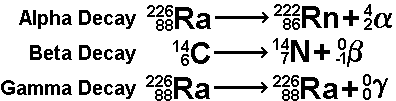 Alpha Decay ²²⁶₈₈Ra ⟶ ²²²₈₆Rn + ⁴₂α
Beta Decay ¹⁴₆C ⟶ ¹⁴₇N + ⁰₋₁β
Gamma Decay ²²⁶₈₈Ra ⟶ ²²⁶₈₈Ra + ⁰₀γ